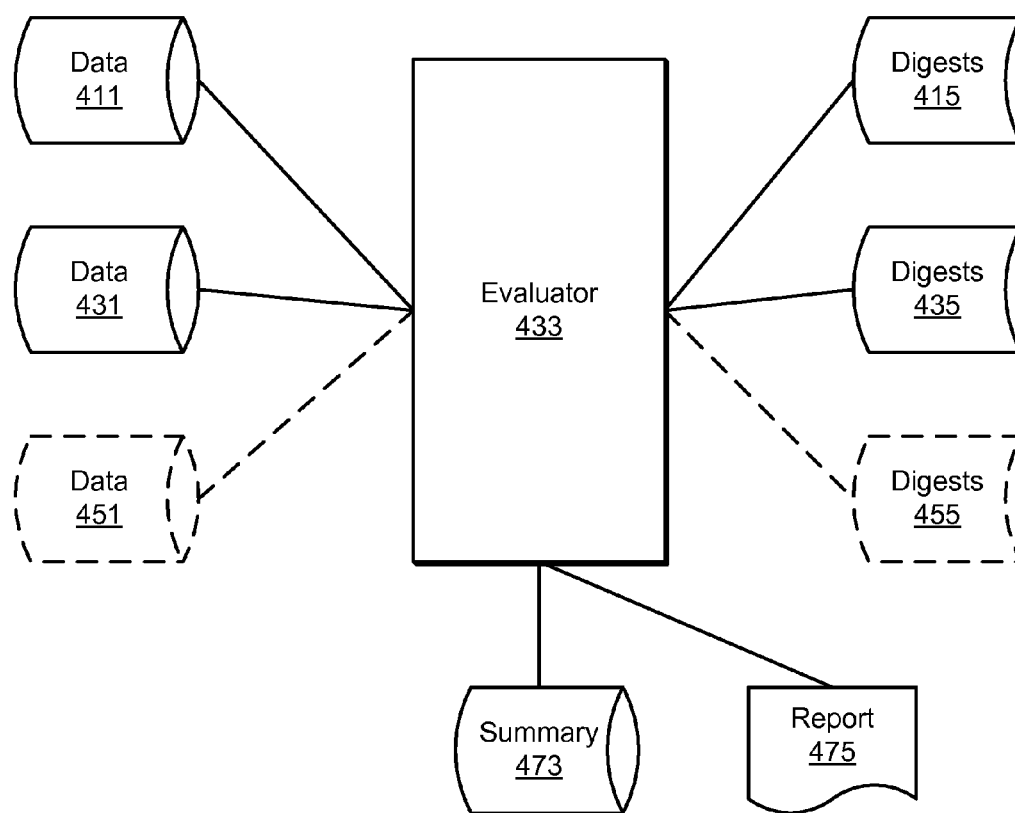 Data
411
Digests
415
Data
431
Evaluator
433
Digests
435
Data
451
Digests
455
Summary
473
Report
475